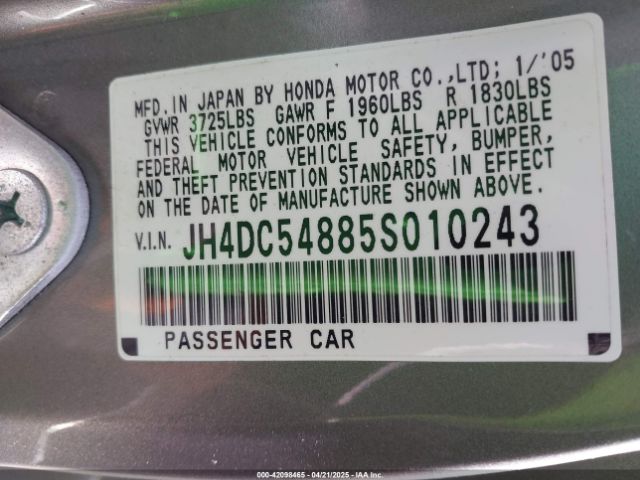 MFD. IN JAPAN BY HONDA MOTOR CO.,LTD; 1/'05
GVWR 3725LBS GAWR F 1960LBS R 1830LBS
THIS VEHICLE CONFORMS TO ALL APPLICABLE
FEDERAL MOTOR VEHICLE SAFETY, BUMPER,
AND THEFT PREVENTION STANDARDS IN EFFECT
ON THE DATE OF MANUFACTURE SHOWN ABOVE.
V.I.N. JH4DC54885S010243
PASSENGER CAR
000-42098465 - 04/21/2025 - IAA Inc. - Copart